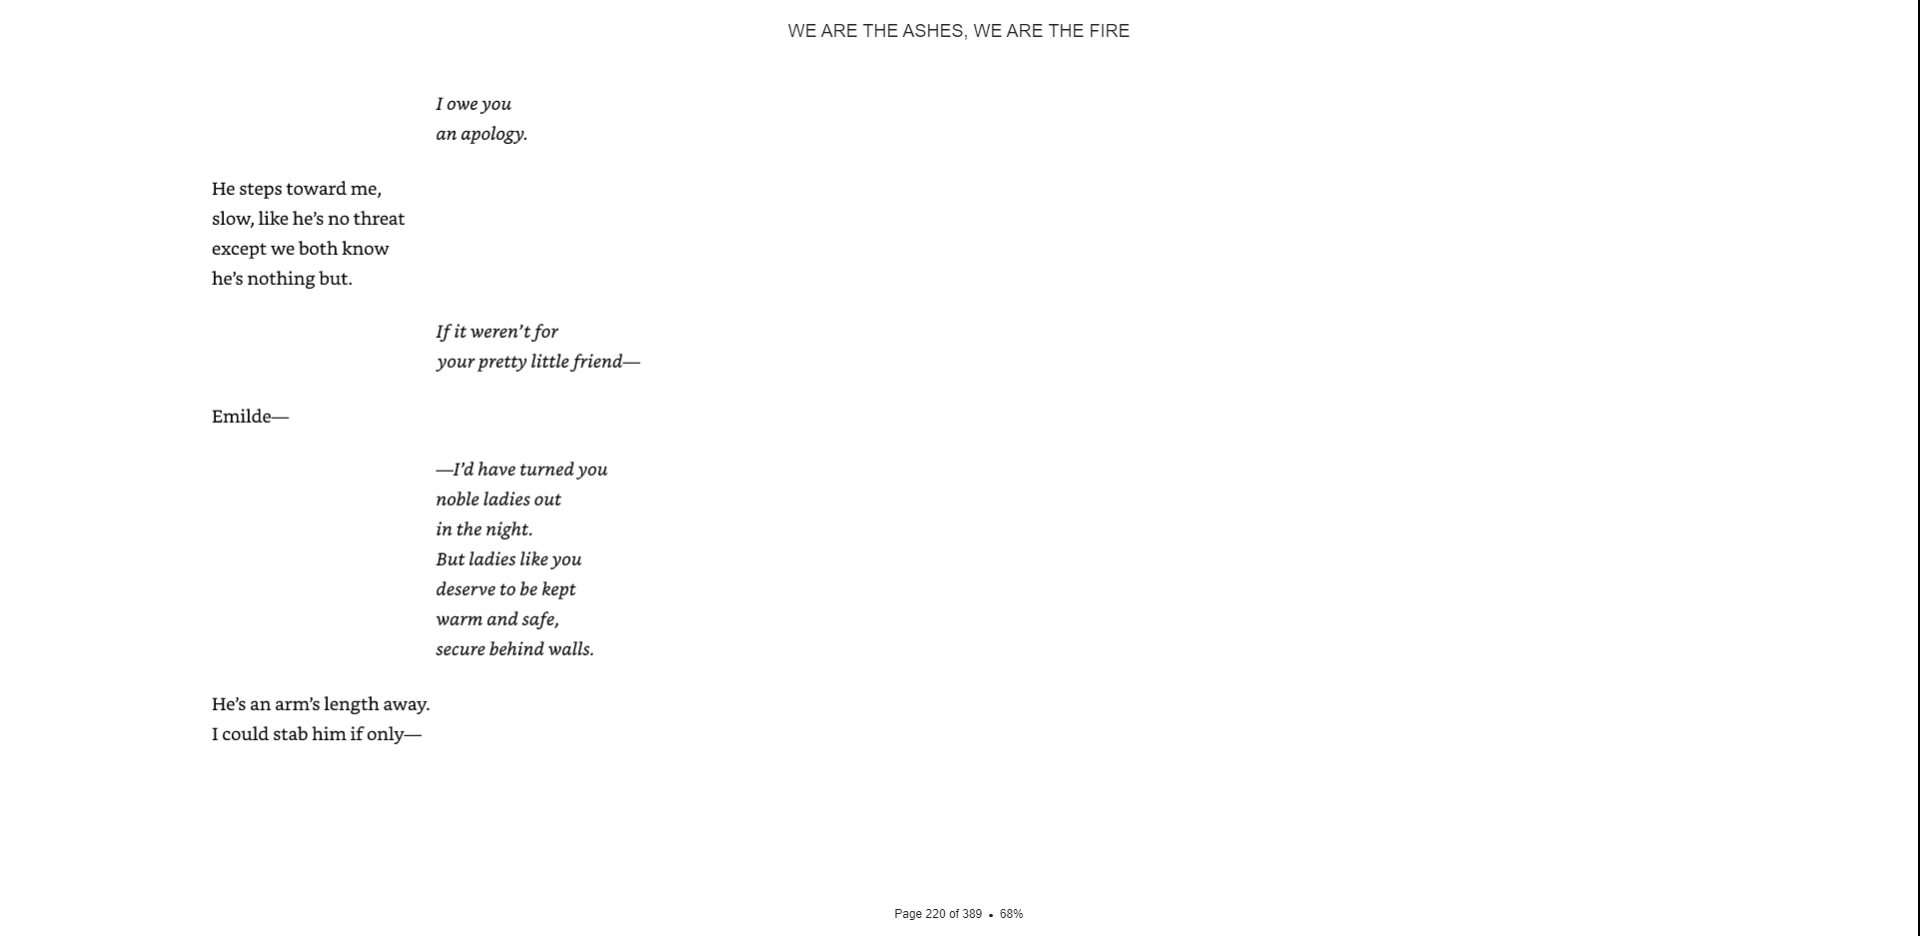 WE ARE THE ASHES, WE ARE THE FIRE
I owe you
an apology.
He steps toward me,
slow, like he’s no threat
except we both know
he’s nothing but.
If it weren’t for
your pretty little friend—
Emilde—
—I’d have turned you
noble ladies out
in the night.
But ladies like you
deserve to be kept
warm and safe,
secure behind walls.
He’s an arm’s length away.
I could stab him if only—
Page 220 of 389 • 68%